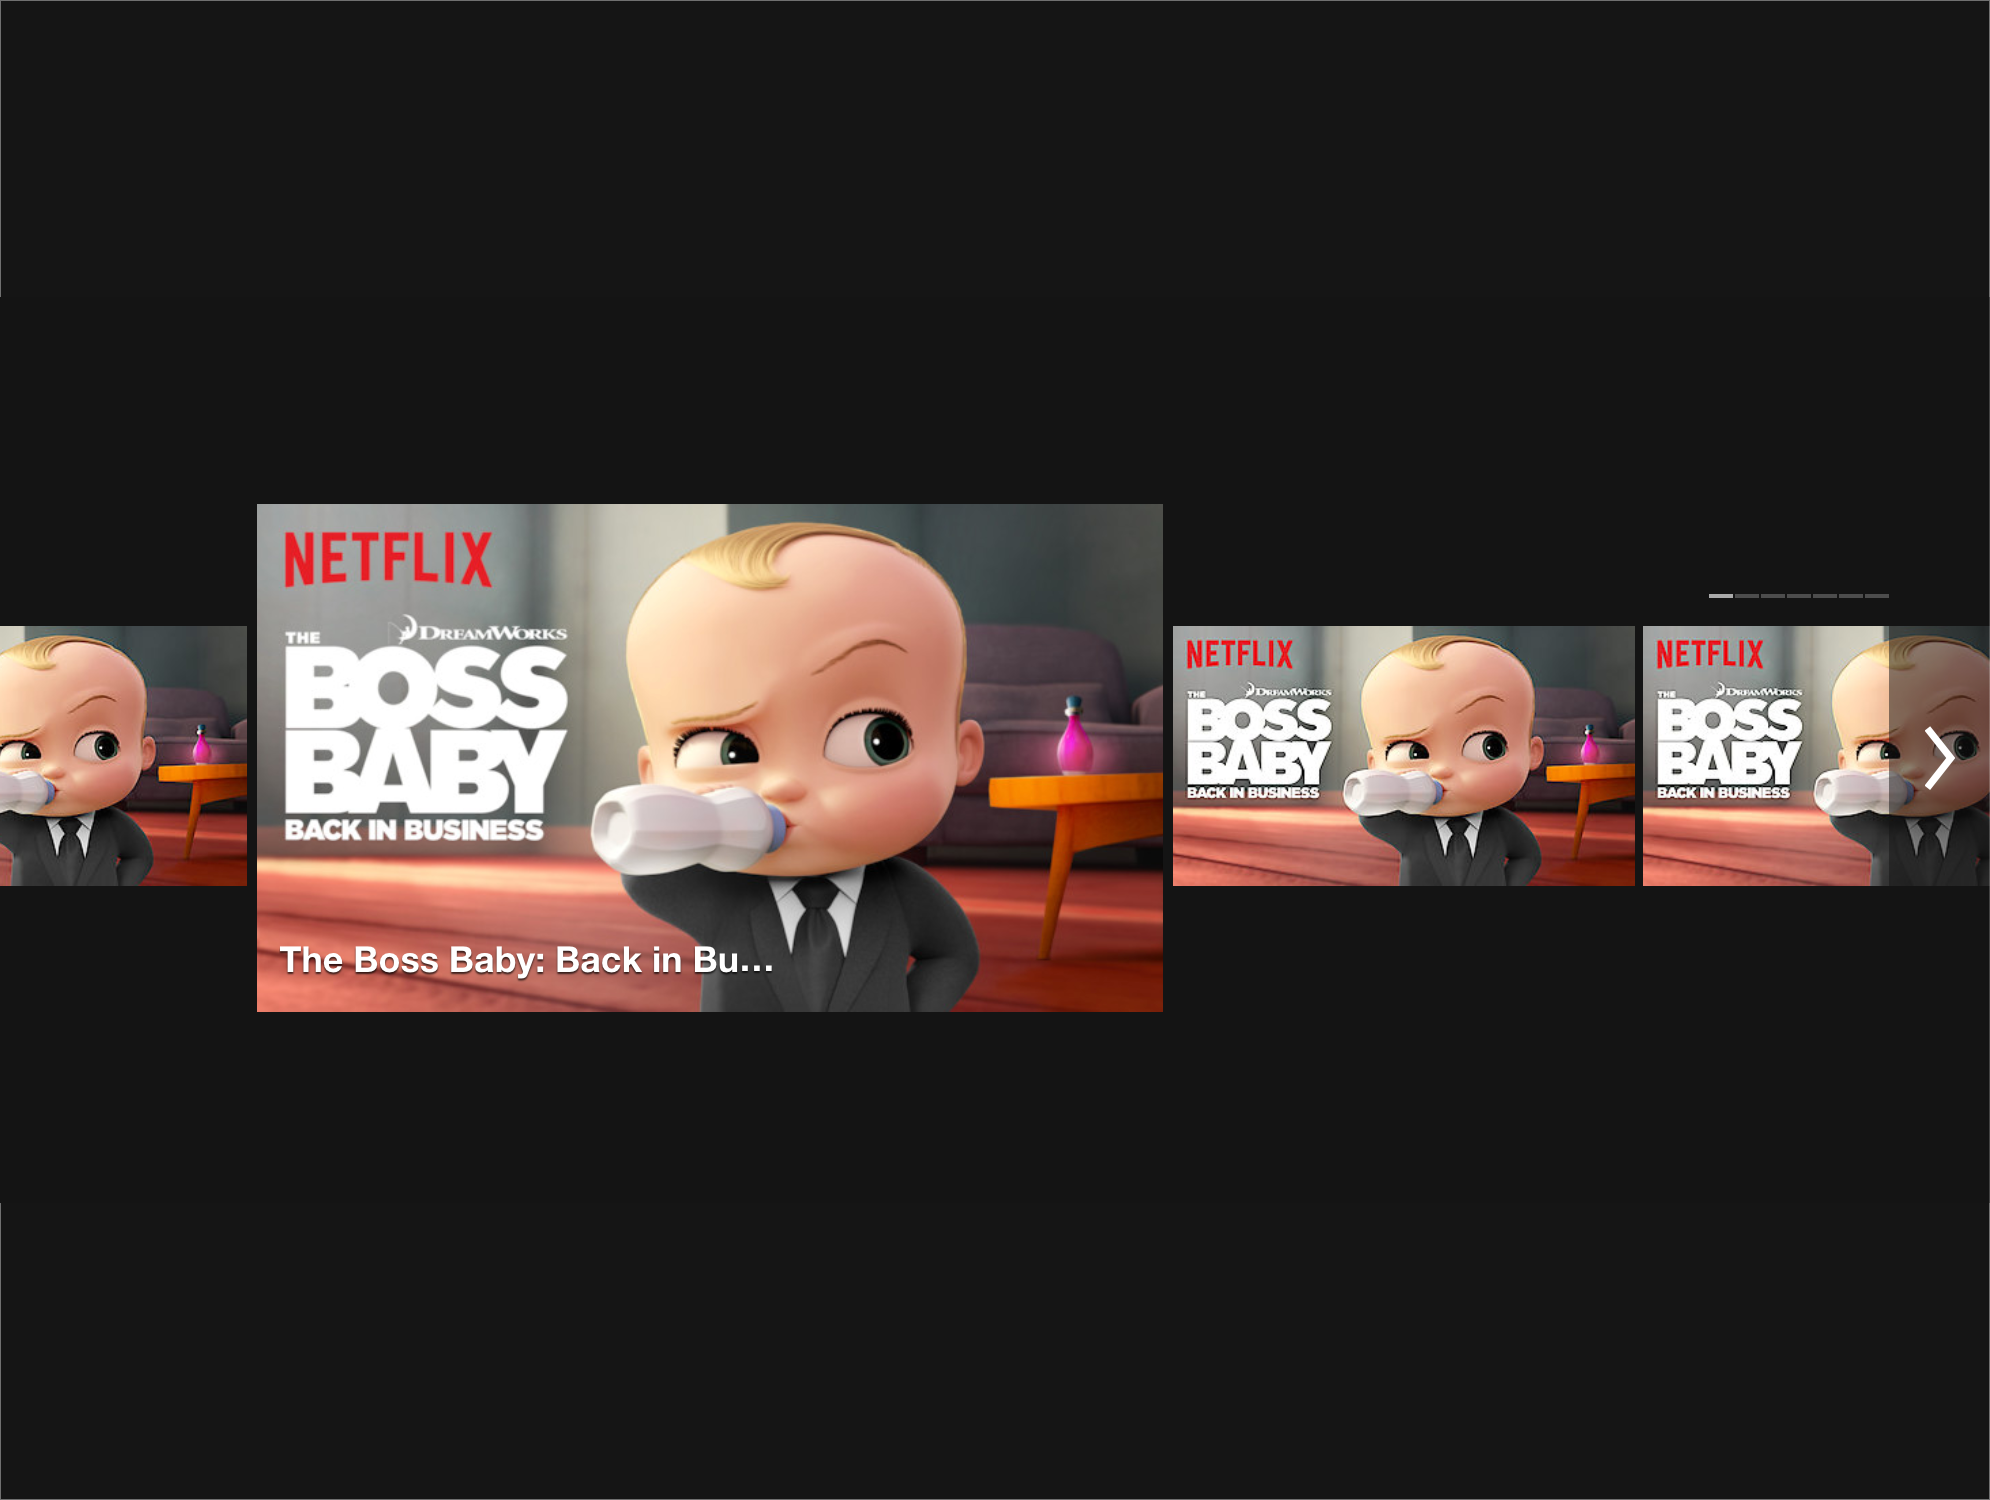 NETFLIX
DREAMWORKS
THE
BOSS
BABY
BACK IN BUSINESS
The Boss Baby: Back in Bu...
NETFLIX
DREAMWORKS
THE
BOSS
BABY
BACK IN BUSINESS
NETFLIX
DREAMWORKS
THE
BOSS
BABY
BACK IN BUSINESS